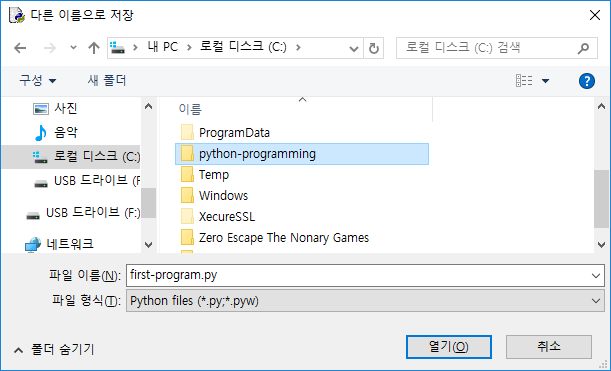 다른 이름으로 저장
내 PC > 로컬 디스크 (C:) >
로컬 디스크 (C:) 검색
구성 새 폴더
사진
음악
로컬 디스크 (C:)
USB 드라이브 (F
USB 드라이브 (F:)
네트워크
이름
ProgramData
python-programming
Temp
Windows
XecureSSL
Zero Escape The Nonary Games
파일 이름(N): first-program.py
파일 형식(T): Python files (*.py;*.pyw)
폴더 숨기기 열기(O) 취소